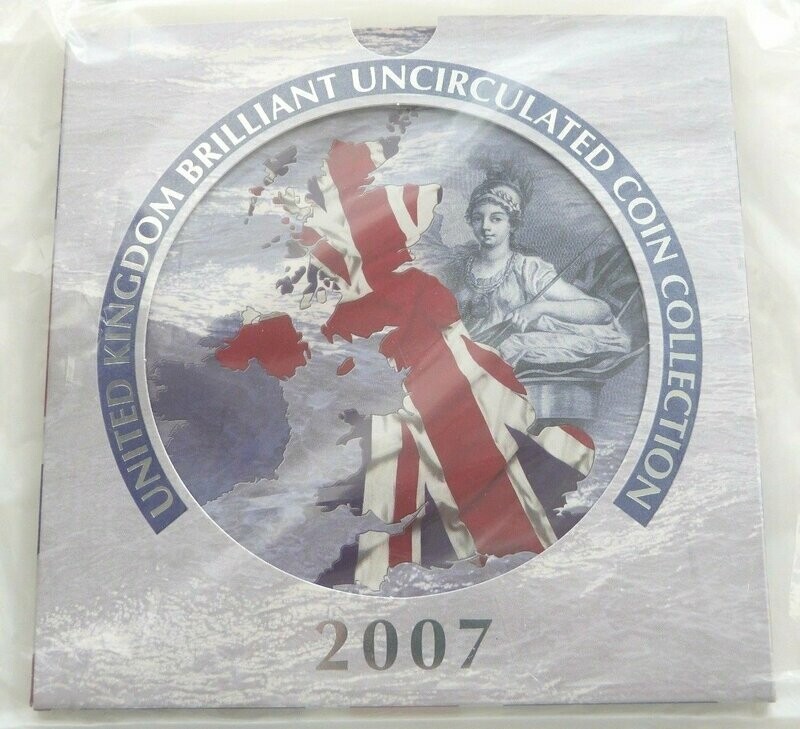 UNITED KINGDOM BRILLIANT UNCIRCULATED COIN COLLECTION
2007